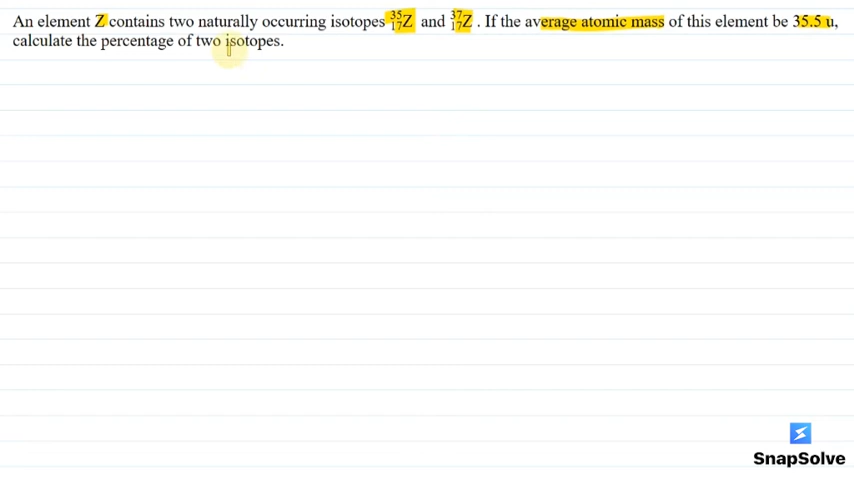 An element Z contains two naturally occurring isotopes ³⁵₁₇Z and ³⁷₁₇Z . If the average atomic mass of this element be 35.5 u,
calculate the percentage of two isotopes.
SnapSolve